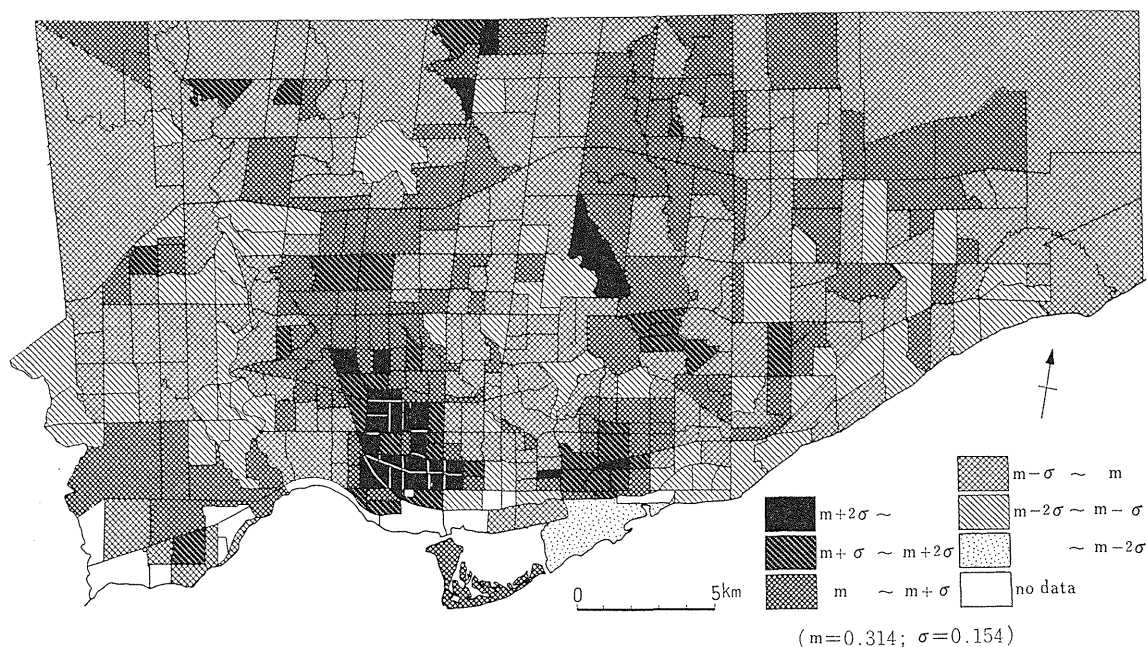 m−σ ～ m
m−2σ ～ m−σ
～ m−2σ
no data
m+2σ ～
m+σ ～ m+2σ
m ～ m+σ
0 5km
(m=0.314; σ=0.154)